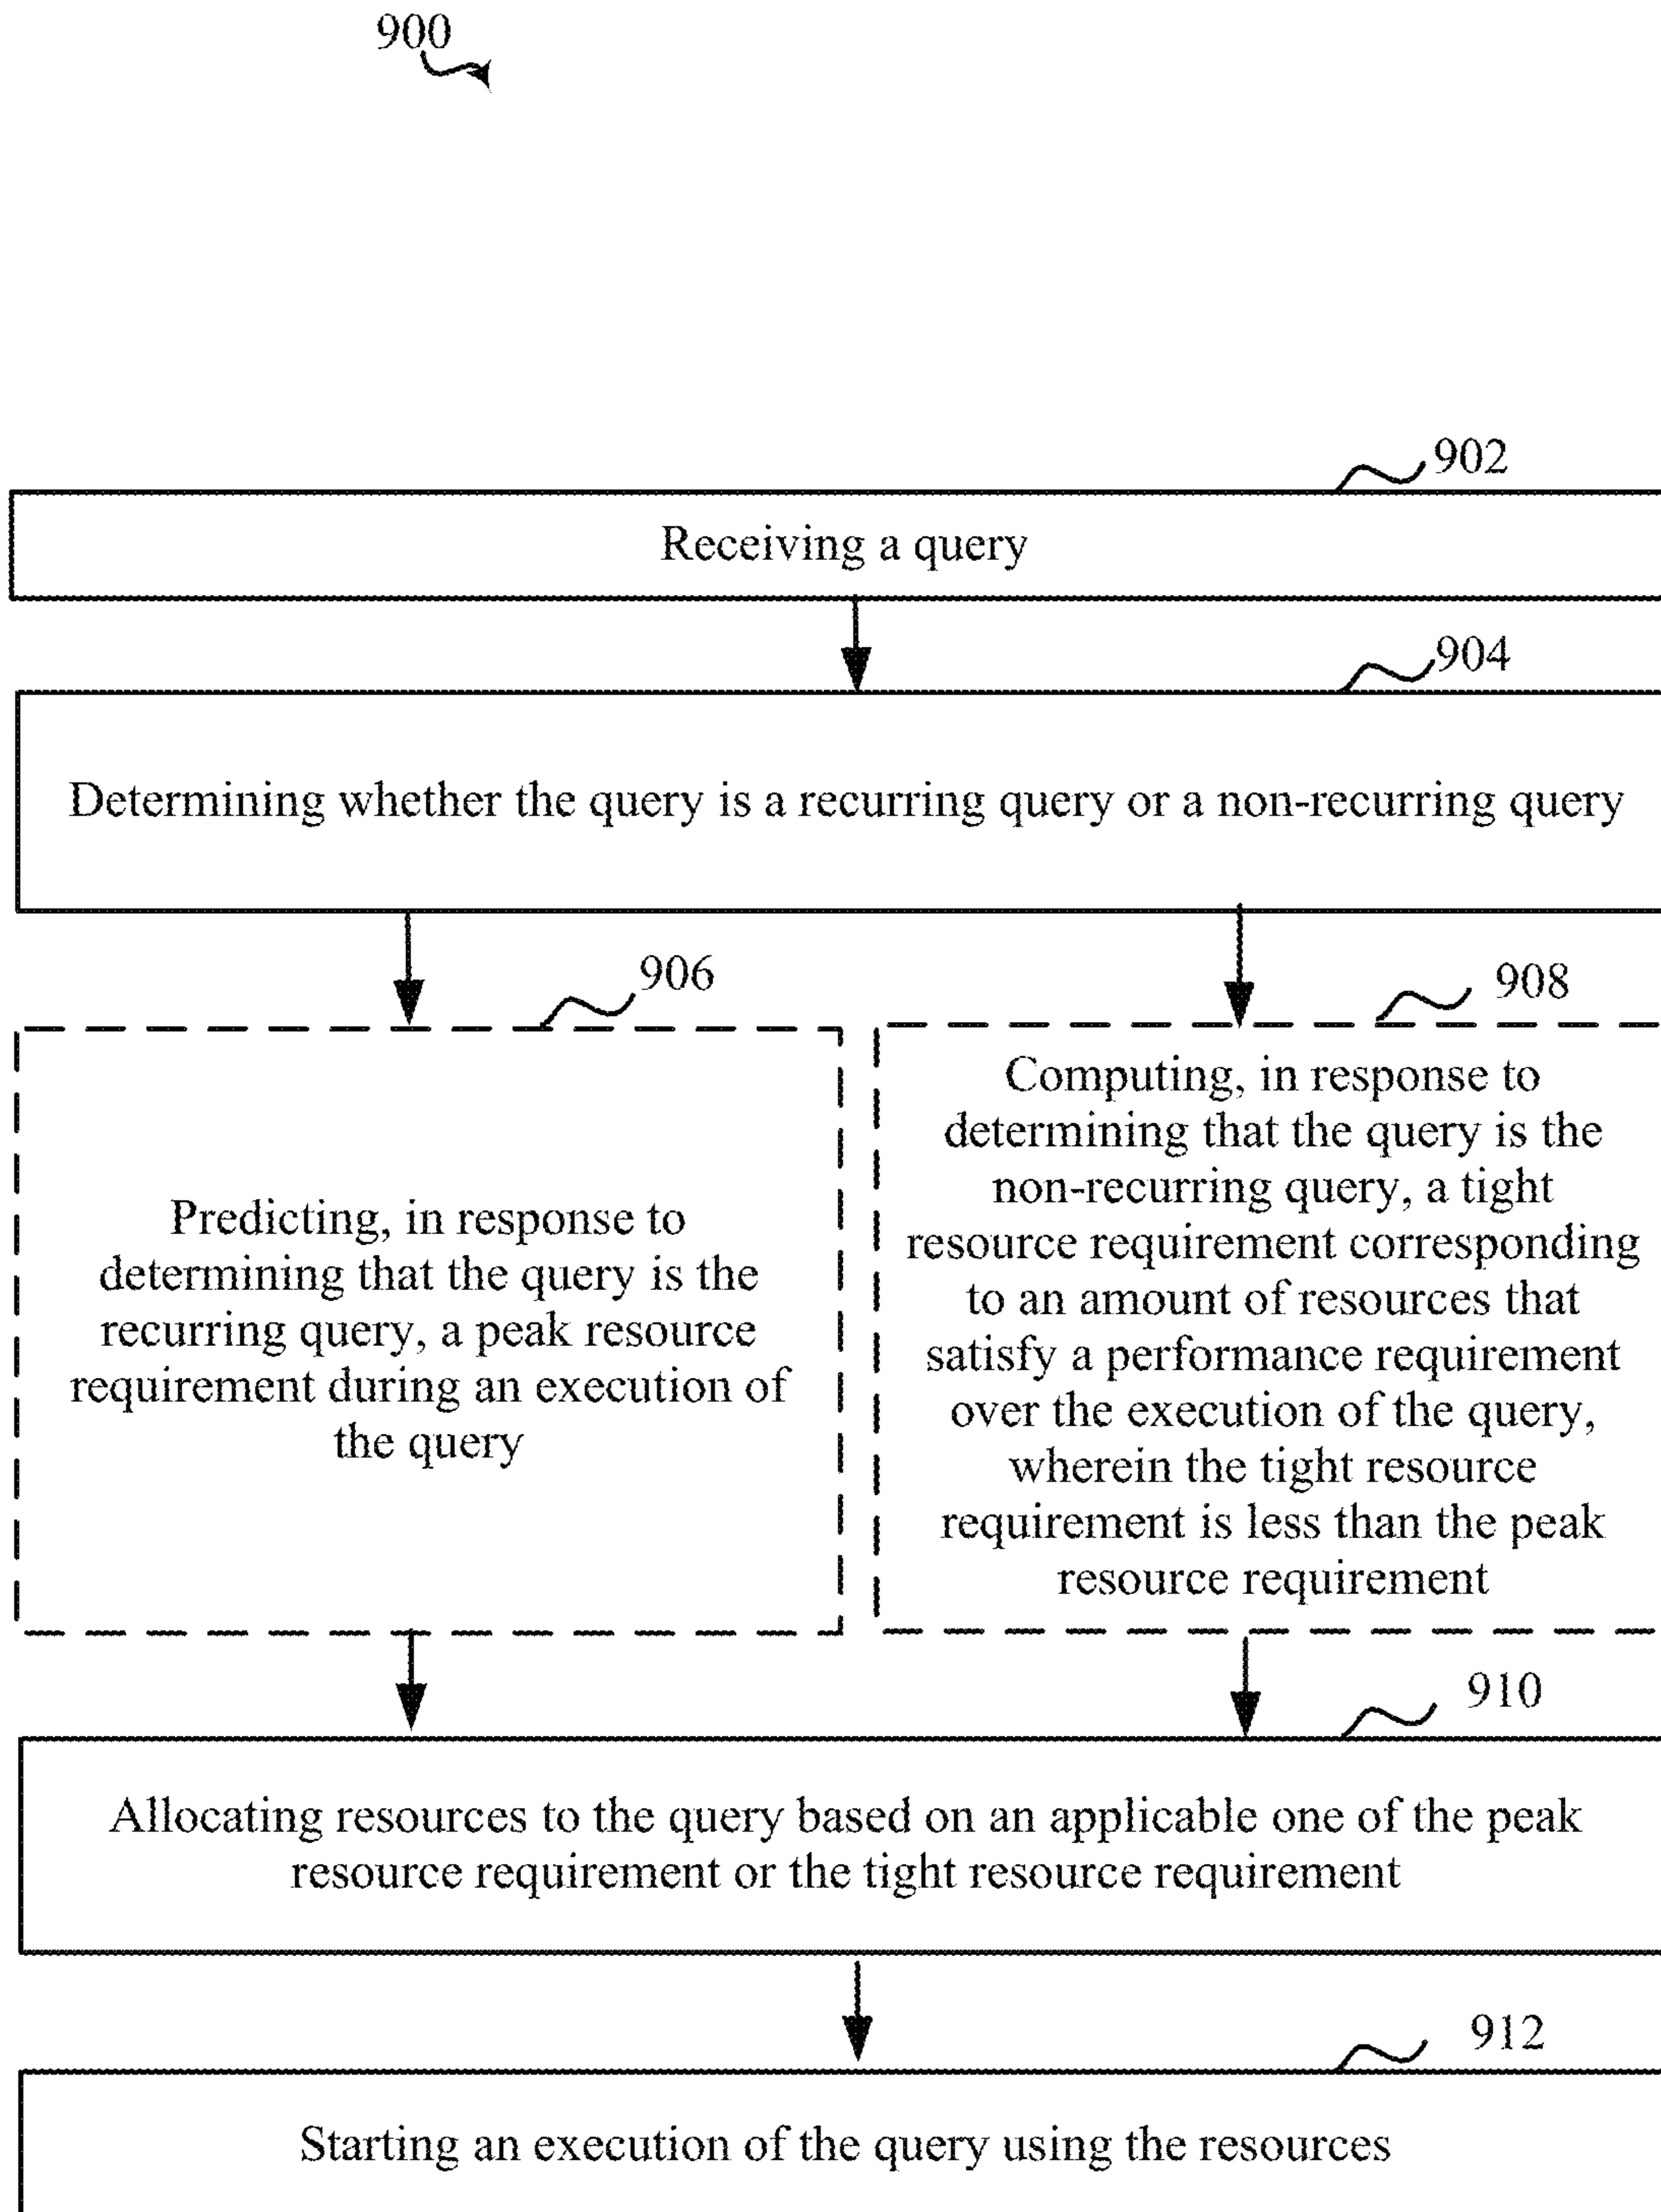 900
902
Receiving a query
904
Determining whether the query is a recurring query or a non-recurring query
906
Predicting, in response to
determining that the query is the
recurring query, a peak resource
requirement during an execution of
the query
908
Computing, in response to
determining that the query is the
non-recurring query, a tight
resource requirement corresponding
to an amount of resources that
satisfy a performance requirement
over the execution of the query,
wherein the tight resource
requirement is less than the peak
resource requirement
910
Allocating resources to the query based on an applicable one of the peak
resource requirement or the tight resource requirement
912
Starting an execution of the query using the resources